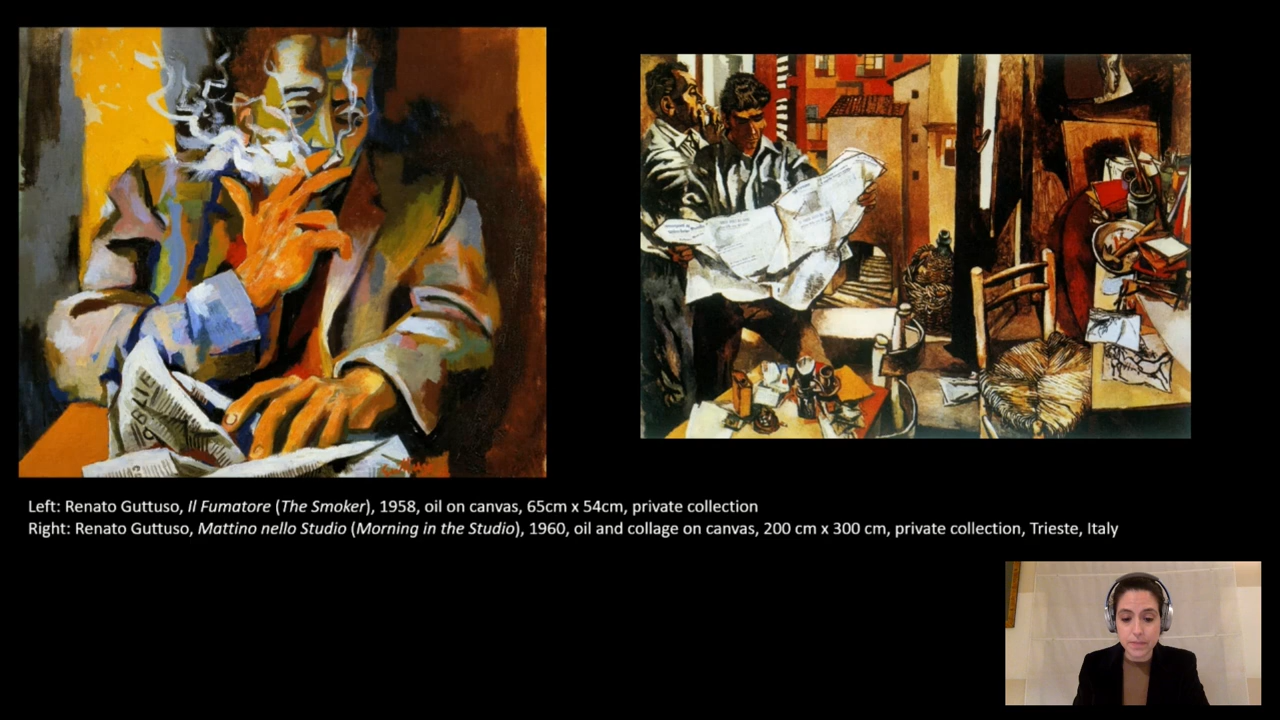 Left: Renato Guttuso, Il Fumatore (The Smoker), 1958, oil on canvas, 65cm x 54cm, private collection
Right: Renato Guttuso, Mattino nello Studio (Morning in the Studio), 1960, oil and collage on canvas, 200 cm x 300 cm, private collection, Trieste, Italy